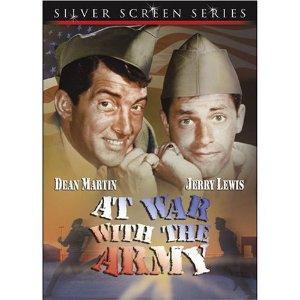 SILVER SCREEN SERIES
DEAN MARTIN JERRY LEWIS
AT WAR
WITH THE
ARMY